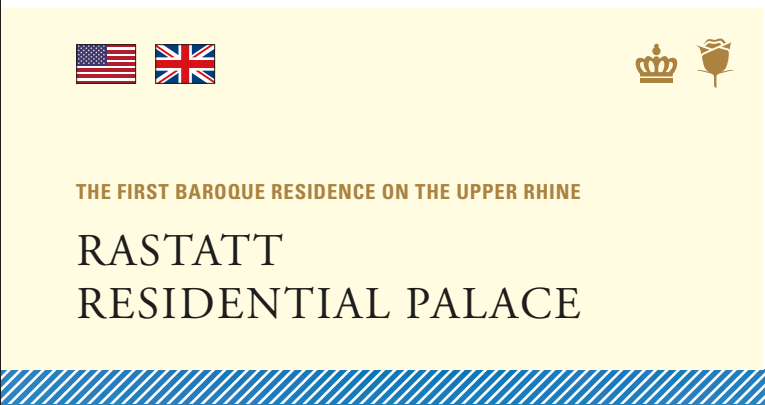 THE FIRST BAROQUE RESIDENCE ON THE UPPER RHINE
RASTATT
RESIDENTIAL PALACE